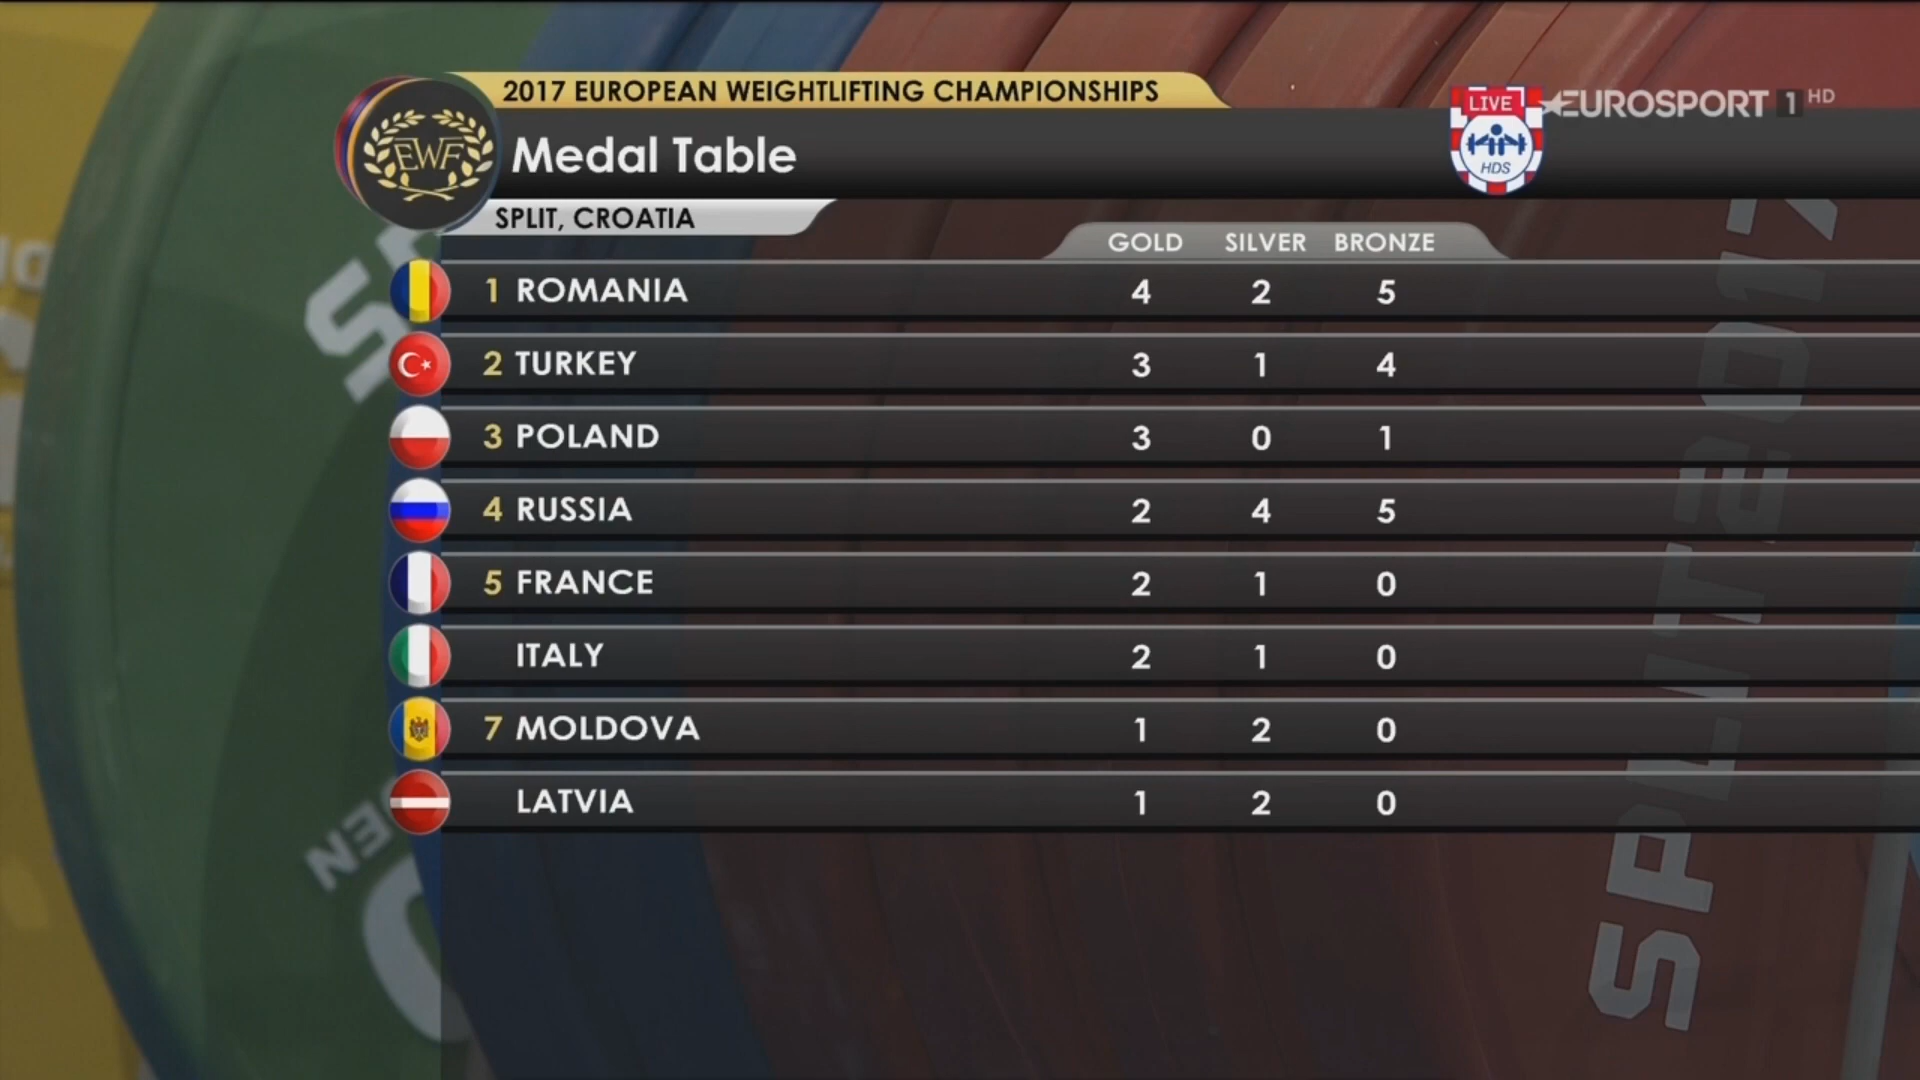 2017 EUROPEAN WEIGHTLIFTING CHAMPIONSHIPS
EWF
Medal Table
LIVE
HDS
EUROSPORT 1 HD
SPLIT, CROATIA
GOLD SILVER BRONZE
1 ROMANIA 4 2 5
2 TURKEY 3 1 4
3 POLAND 3 0 1
4 RUSSIA 2 4 5
5 FRANCE 2 1 0
ITALY 2 1 0
7 MOLDOVA 1 2 0
LATVIA 1 2 0
SPLIT2017